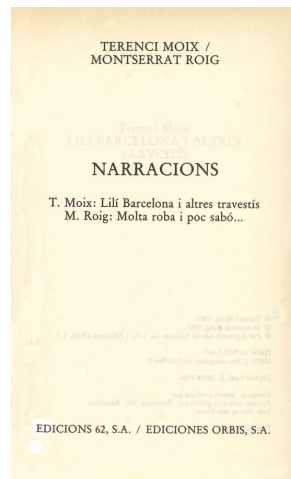 TERENCI MOIX /
MONTSERRAT ROIG
NARRACIONS
T. Moix: Lilí Barcelona i altres travestís
M. Roig: Molta roba i poc sabó...
EDICIONS 62, S.A. / EDICIONES ORBIS, S.A.